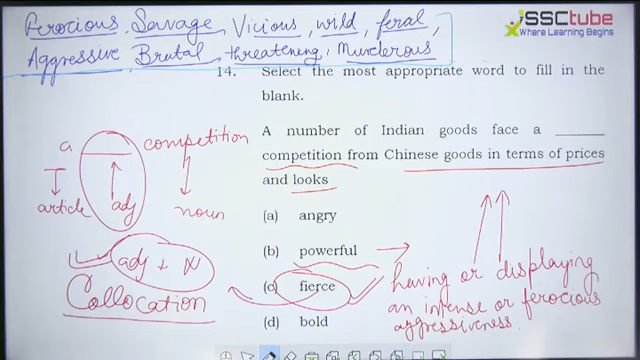 Ferocious, Savage, Vicious, wild, feral,
Aggressive Brutal, threatening, Murderous
iSSCtube
Where Learning Begins
14. Select the most appropriate word to fill in the
blank.
A number of Indian goods face a ______
competition from Chinese goods in terms of prices
and looks
(a) angry
(b) powerful
(c) fierce
(d) bold
a ___ competition
article adj noun
adj + N
Collocation
having or displaying
an intense or ferocious
aggressiveness.